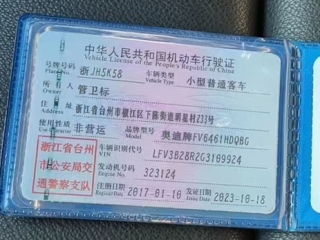 中华人民共和国机动车行驶证
Vehicle License of the People's Republic of China
号牌号码 浙JH5K58 车辆类型 小型普通客车
Plate No. Vehicle Type
所有人 管卫标
Owner
住址 浙江省台州市椒江区下陈街道明星村233号
Address
使用性质 非营运 品牌型号 奥迪牌FV6461HDQBG
Use Character Model
浙江省台州市公安局交通警察支队
车辆识别代号 LFV3B28R2G3109924
VIN
发动机号码 323124
Engine No.
注册日期 2017-01-10 发证日期 2023-10-18
Register Date Issue Date